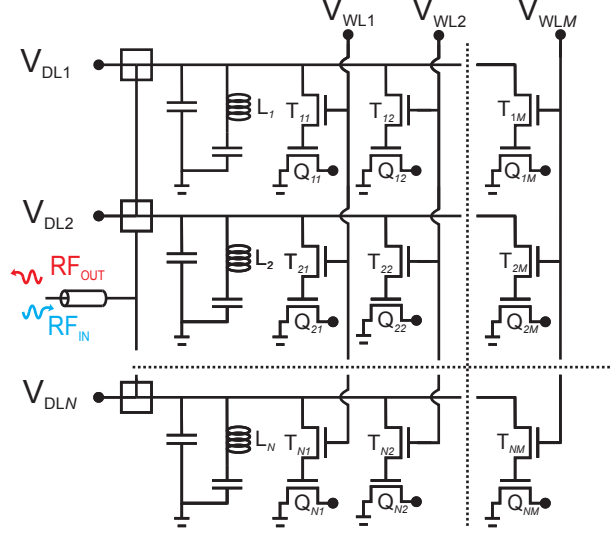 V_WL1 V_WL2 V_WLM
V_DL1
L_1 T_11 T_12 T_1M
Q_11 Q_12 Q_1M
V_DL2
L_2 T_21 T_22 T_2M
RF_OUT
Q_21 Q_22 Q_2M
RF_IN
V_DLN
L_N T_N1 T_N2 T_NM
Q_N1 Q_N2 Q_NM